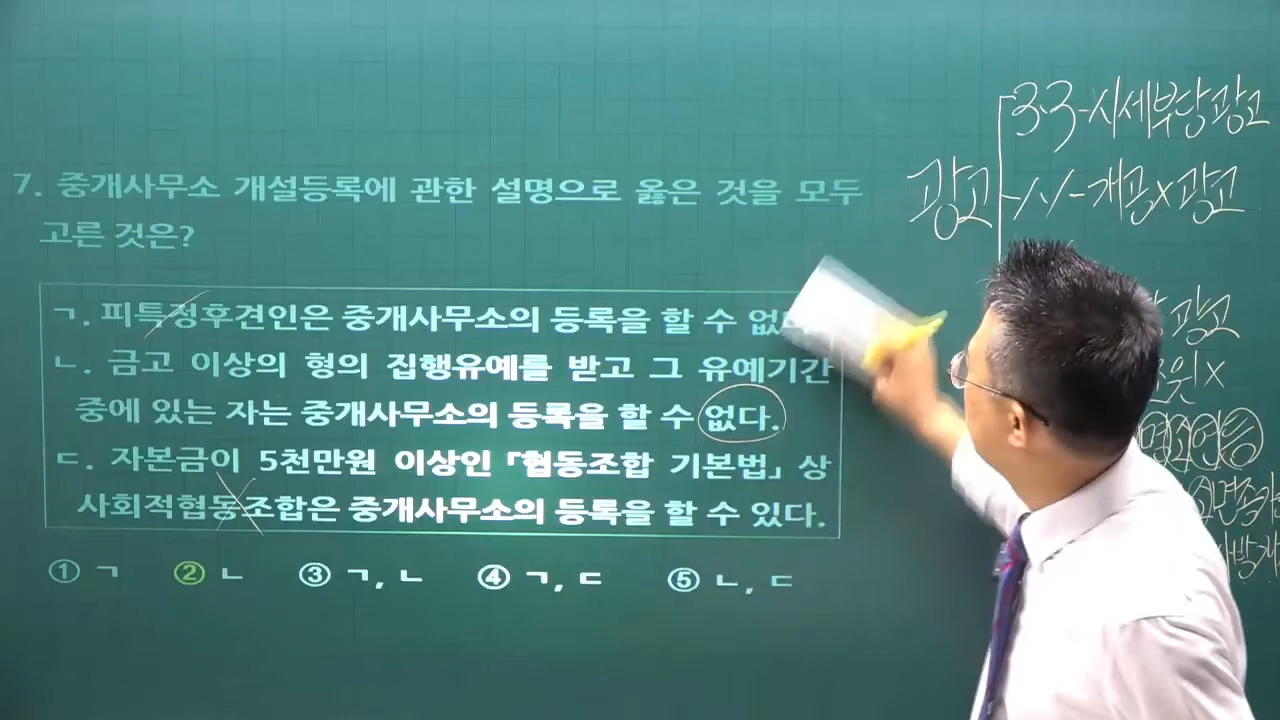 7. 중개사무소 개설등록에 관한 설명으로 옳은 것을 모두
고른 것은?
ㄱ. 피특정후견인은 중개사무소의 등록을 할 수
ㄴ. 금고 이상의 형의 집행유예를 받고 그 유예기간
중에 있는 자는 중개사무소의 등록을 할 수 없다.
ㄷ. 자본금이 5천만원 이상인 「협동조합 기본법」 상
사회적협동조합은 중개사무소의 등록을 할 수 있다.
① ㄱ ② ㄴ ③ ㄱ, ㄴ ④ ㄱ, ㄷ ⑤ ㄴ, ㄷ
3·3-시세부당광고
광고 -1/1-개공x광고
광고